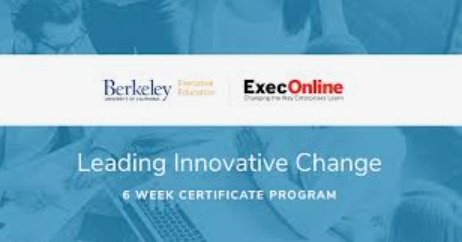 Berkeley Executive Education
UNIVERSITY OF CALIFORNIA
ExecOnline
Changing the Way Enterprises Learn
Leading Innovative Change
6 WEEK CERTIFICATE PROGRAM